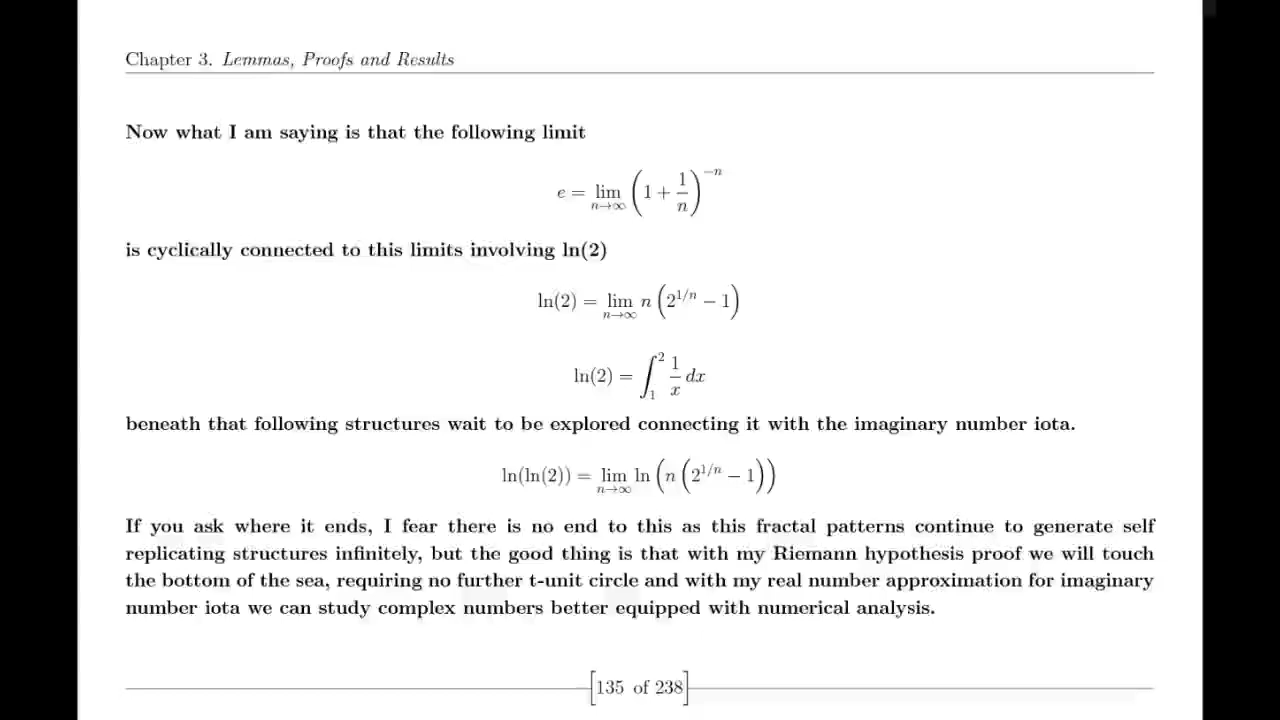 Chapter 3. Lemmas, Proofs and Results
Now what I am saying is that the following limit
e = lim n→∞ (1 + 1/n)^−n
is cyclically connected to this limits involving ln(2)
ln(2) = lim n→∞ n (2^1/n − 1)
ln(2) = ∫₁² 1/x dx
beneath that following structures wait to be explored connecting it with the imaginary number iota.
ln(ln(2)) = lim n→∞ ln (n (2^1/n − 1))
If you ask where it ends, I fear there is no end to this as this fractal patterns continue to generate self
replicating structures infinitely, but the good thing is that with my Riemann hypothesis proof we will touch
the bottom of the sea, requiring no further t-unit circle and with my real number approximation for imaginary
number iota we can study complex numbers better equipped with numerical analysis.
[135 of 238]